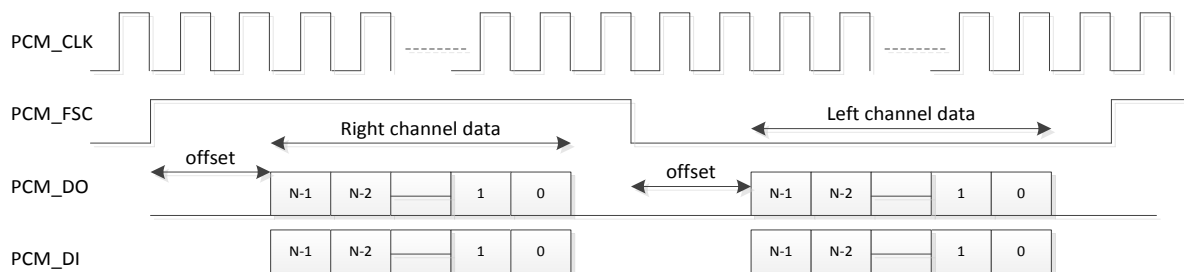 PCM_CLK
PCM_FSC
Right channel data
Left channel data
offset
offset
PCM_DO
N-1 N-2 1 0
N-1 N-2 1 0
PCM_DI
N-1 N-2 1 0
N-1 N-2 1 0